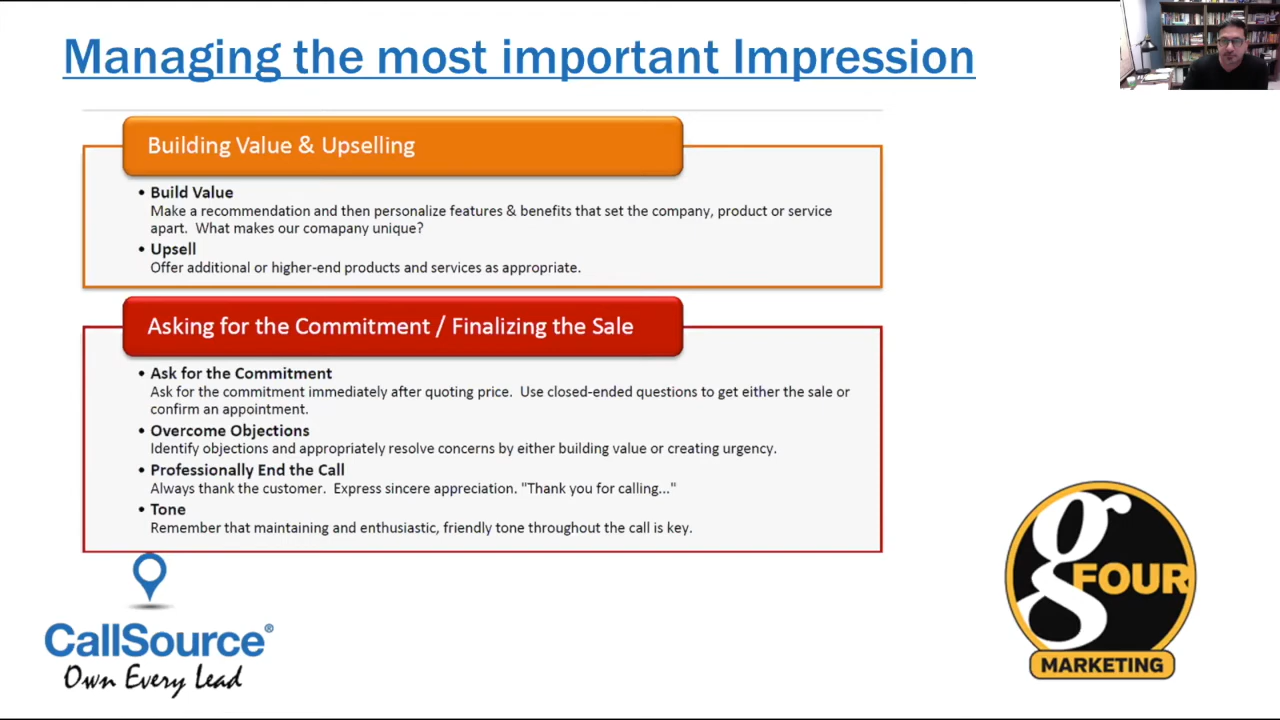 Managing the most important Impression
Building Value & Upselling
• Build Value
Make a recommendation and then personalize features & benefits that set the company, product or service
apart.  What makes our comapany unique?
• Upsell
Offer additional or higher-end products and services as appropriate.
Asking for the Commitment / Finalizing the Sale
• Ask for the Commitment
Ask for the commitment immediately after quoting price.  Use closed-ended questions to get either the sale or
confirm an appointment.
• Overcome Objections
Identify objections and appropriately resolve concerns by either building value or creating urgency.
• Professionally End the Call
Always thank the customer.  Express sincere appreciation. "Thank you for calling..."
• Tone
Remember that maintaining and enthusiastic, friendly tone throughout the call is key.
CallSource®
Own Every Lead
g FOUR
MARKETING